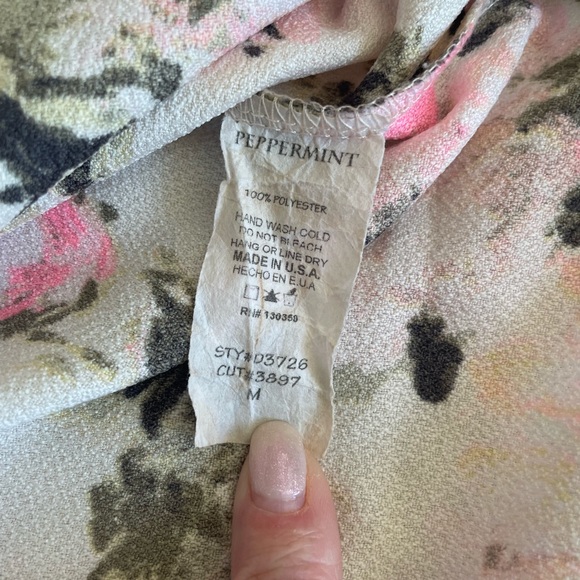 PEPPERMINT
100% POLYESTER
HAND WASH COLD
DO NOT BLEACH
HANG OR LINE DRY
MADE IN U.S.A.
HECHO EN E.U.A
RN# 130359
STY#D3726
CUT#3897
M